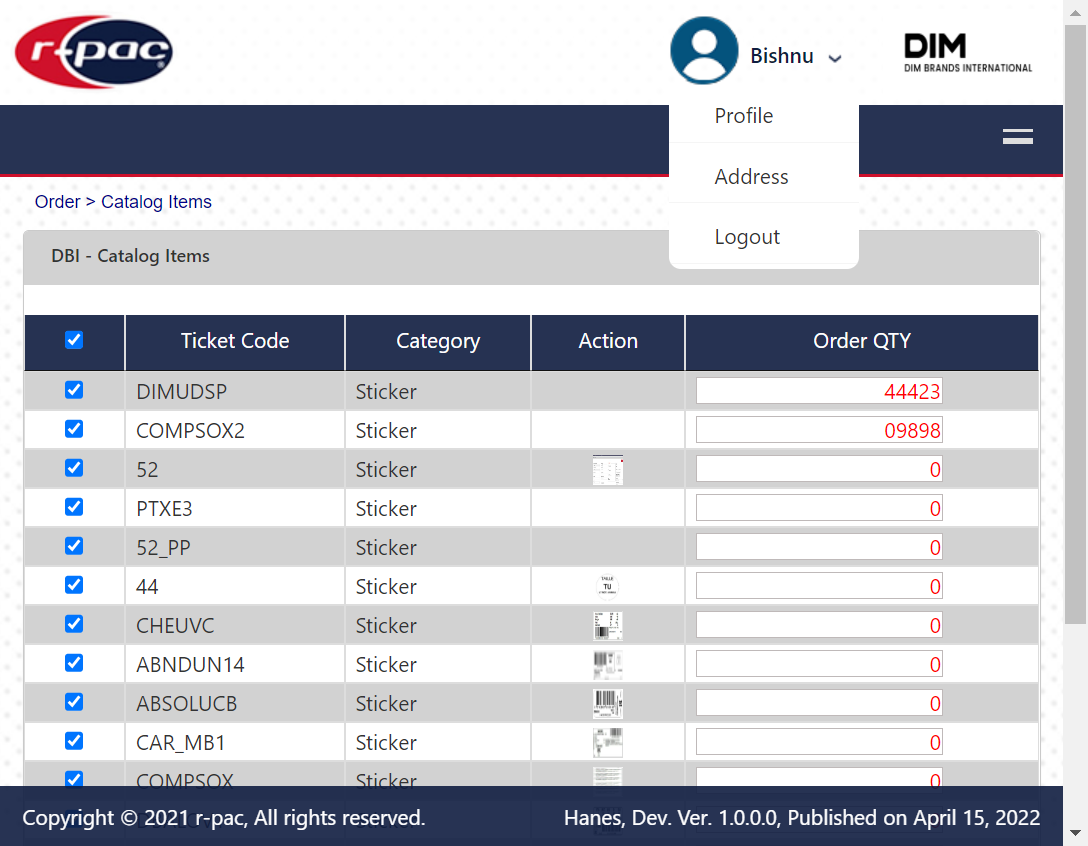 r-pac
Bishnu
DIM
DIM BRANDS INTERNATIONAL
Profile
Address
Logout
Order > Catalog Items
DBI - Catalog Items
Ticket Code Category Action Order QTY
DIMUDSP Sticker 44423
COMPSOX2 Sticker 09898
52 Sticker 0
PTXE3 Sticker 0
52_PP Sticker 0
44 Sticker TAILLE TU 0
CHEUVC Sticker 0
ABNDUN14 Sticker 0
ABSOLUCB Sticker 0
CAR_MB1 Sticker 0
COMPSOX Sticker 0
Copyright © 2021 r-pac, All rights reserved. Hanes, Dev. Ver. 1.0.0.0, Published on April 15, 2022